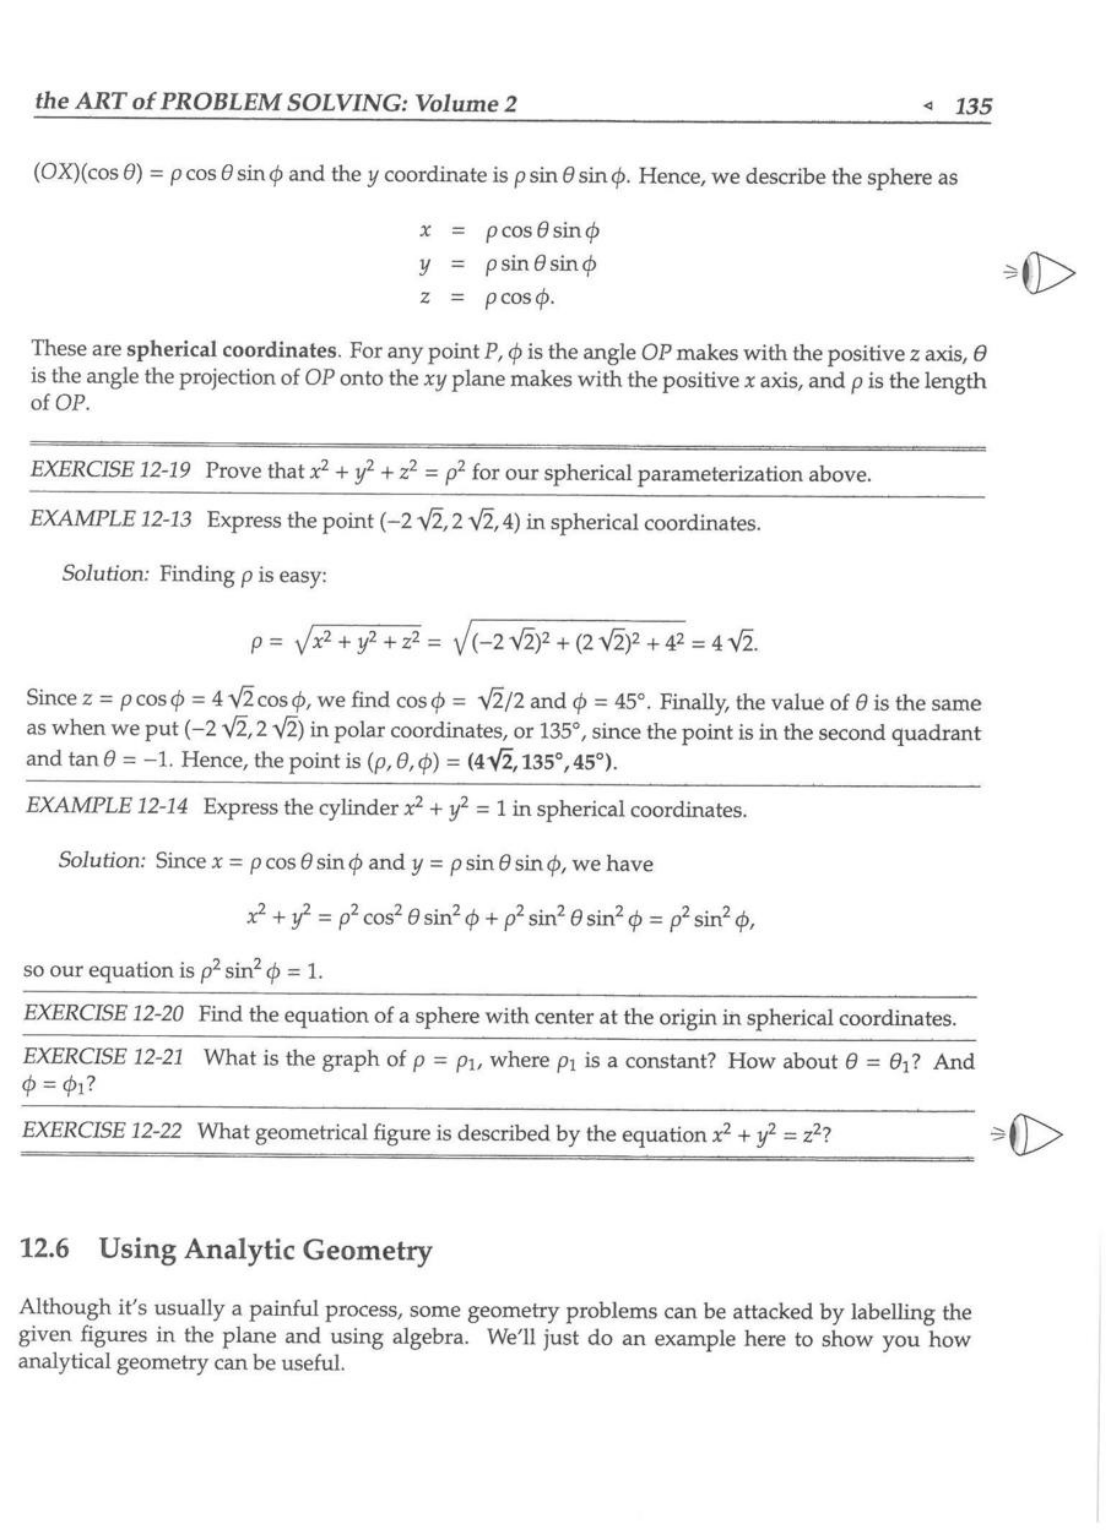 the ART of PROBLEM SOLVING: Volume 2 ◃ 135
(OX)(cos θ) = ρ cos θ sin ϕ and the y coordinate is ρ sin θ sin ϕ. Hence, we describe the sphere as
x = ρ cos θ sin ϕ
y = ρ sin θ sin ϕ
z = ρ cos ϕ.
These are spherical coordinates. For any point P, ϕ is the angle OP makes with the positive z axis, θ
is the angle the projection of OP onto the xy plane makes with the positive x axis, and ρ is the length
of OP.
EXERCISE 12-19 Prove that x² + y² + z² = ρ² for our spherical parameterization above.
EXAMPLE 12-13 Express the point (−2√2, 2√2, 4) in spherical coordinates.
Solution: Finding ρ is easy:
ρ = √(x² + y² + z²) = √((−2√2)² + (2√2)² + 4²) = 4√2.
Since z = ρ cos ϕ = 4√2 cos ϕ, we find cos ϕ = √2/2 and ϕ = 45°. Finally, the value of θ is the same
as when we put (−2√2, 2√2) in polar coordinates, or 135°, since the point is in the second quadrant
and tan θ = −1. Hence, the point is (ρ, θ, ϕ) = (4√2, 135°, 45°).
EXAMPLE 12-14 Express the cylinder x² + y² = 1 in spherical coordinates.
Solution: Since x = ρ cos θ sin ϕ and y = ρ sin θ sin ϕ, we have
x² + y² = ρ² cos² θ sin² ϕ + ρ² sin² θ sin² ϕ = ρ² sin² ϕ,
so our equation is ρ² sin² ϕ = 1.
EXERCISE 12-20 Find the equation of a sphere with center at the origin in spherical coordinates.
EXERCISE 12-21 What is the graph of ρ = ρ₁, where ρ₁ is a constant? How about θ = θ₁? And
ϕ = ϕ₁?
EXERCISE 12-22 What geometrical figure is described by the equation x² + y² = z²?
12.6 Using Analytic Geometry
Although it's usually a painful process, some geometry problems can be attacked by labelling the
given figures in the plane and using algebra. We'll just do an example here to show you how
analytical geometry can be useful.